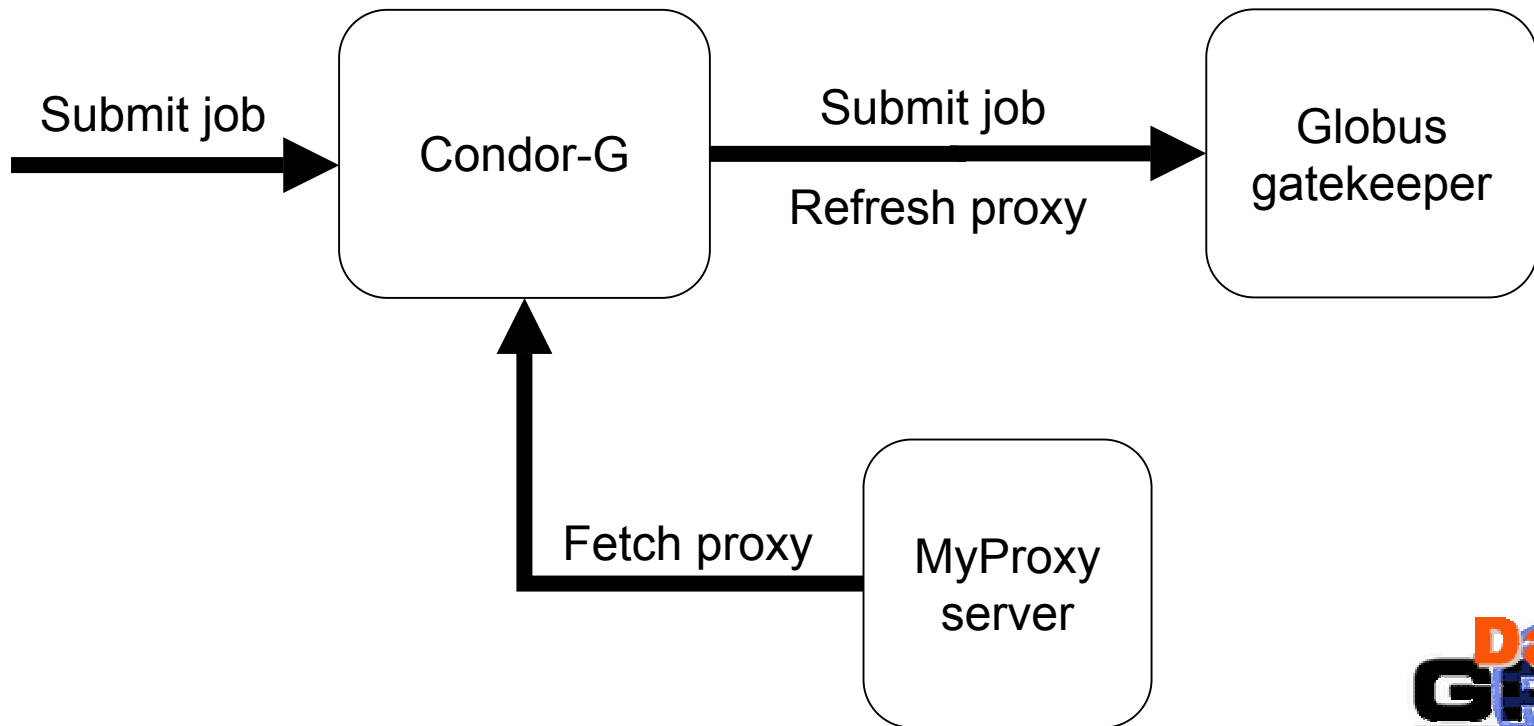 Submit job
Condor-G
Submit job
Refresh proxy
Globus
gatekeeper
Fetch proxy
MyProxy
server